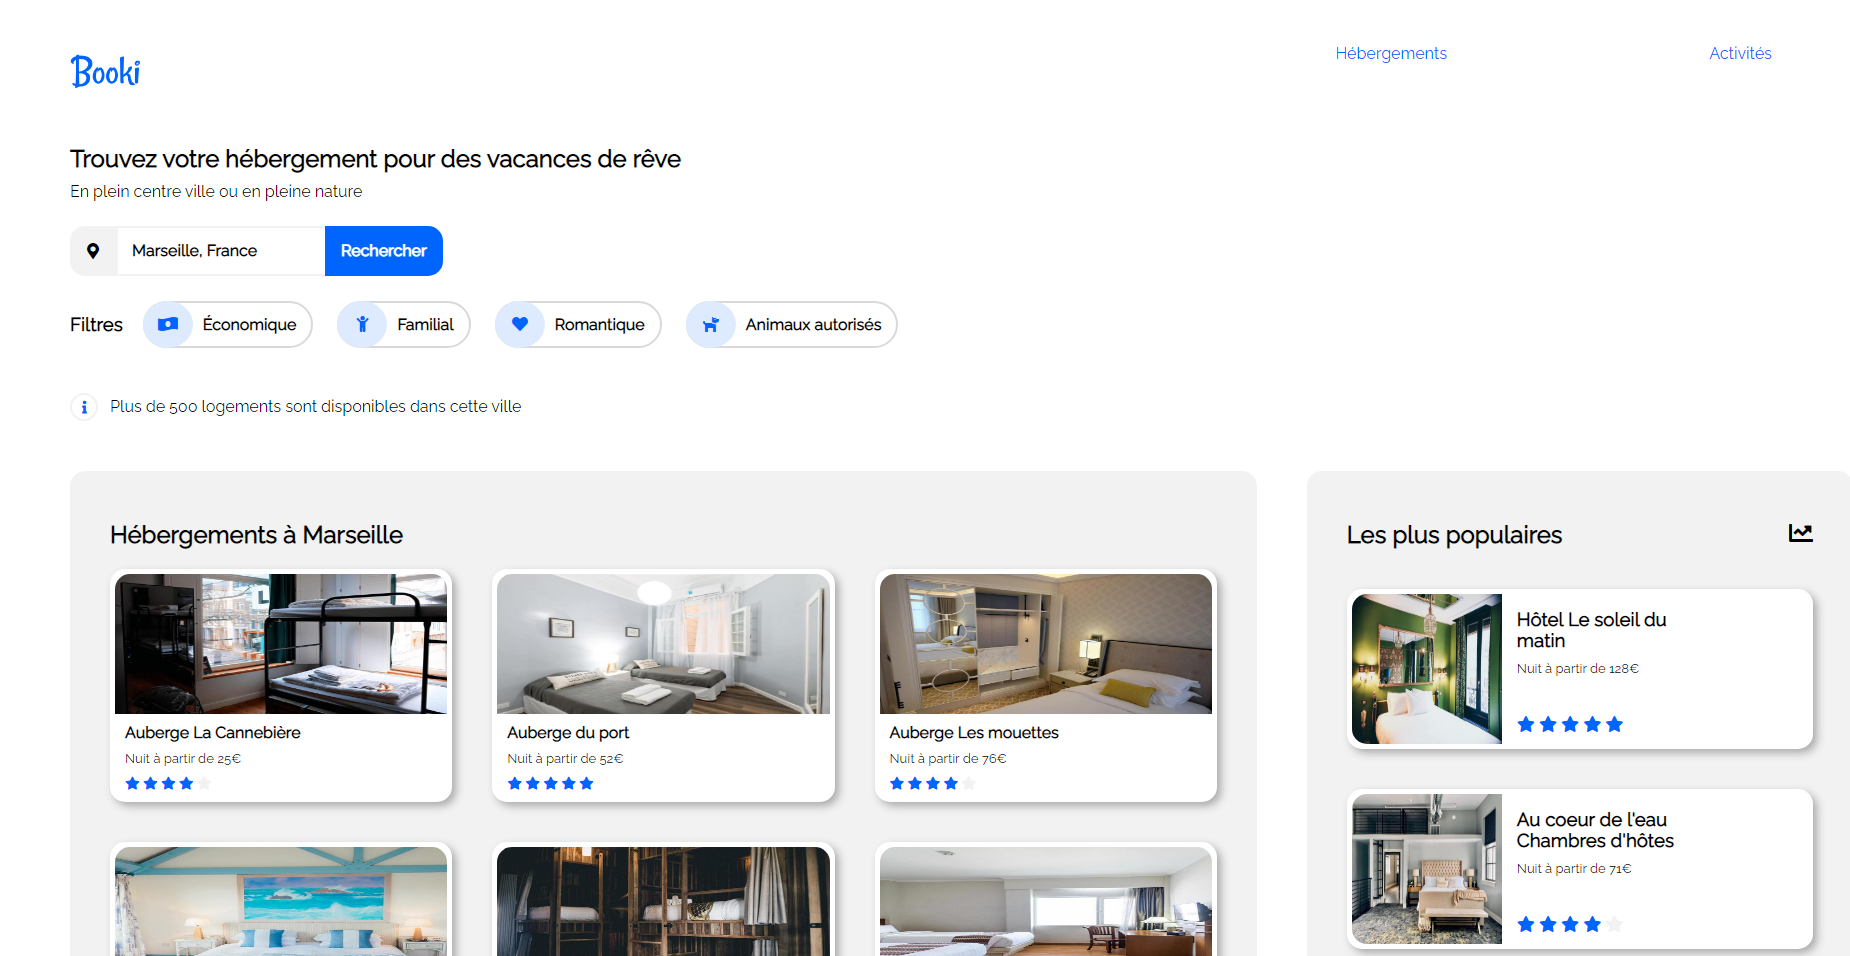 Booki
Hébergements
Activités
Trouvez votre hébergement pour des vacances de rêve
En plein centre ville ou en pleine nature
Marseille, France
Rechercher
Filtres
Économique
Familial
Romantique
Animaux autorisés
Plus de 500 logements sont disponibles dans cette ville
Hébergements à Marseille
Auberge La Cannebière
Nuit à partir de 25€
Auberge du port
Nuit à partir de 52€
Auberge Les mouettes
Nuit à partir de 76€
Les plus populaires
Hôtel Le soleil du
matin
Nuit à partir de 128€
Au coeur de l'eau
Chambres d'hôtes
Nuit à partir de 71€